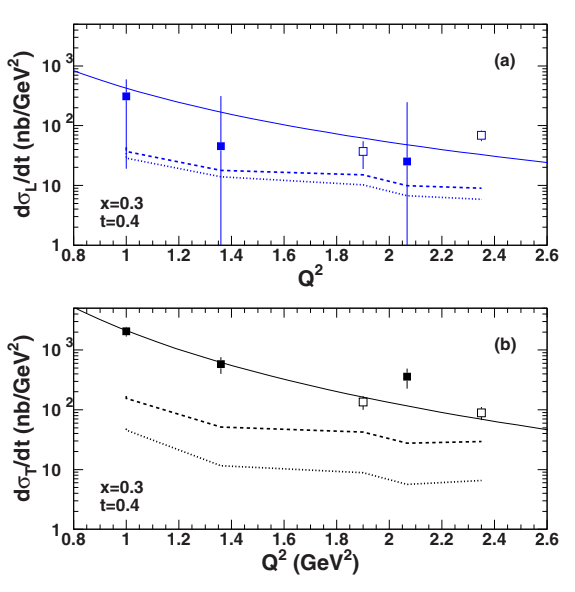 (a)
dσL/dt (nb/GeV²)
10³
10²
10
1
x=0.3
t=0.4
0.8 1 1.2 1.4 1.6 1.8 2 2.2 2.4 2.6
Q²
(b)
dσT/dt (nb/GeV²)
10³
10²
10
1
x=0.3
t=0.4
0.8 1 1.2 1.4 1.6 1.8 2 2.2 2.4 2.6
Q² (GeV²)